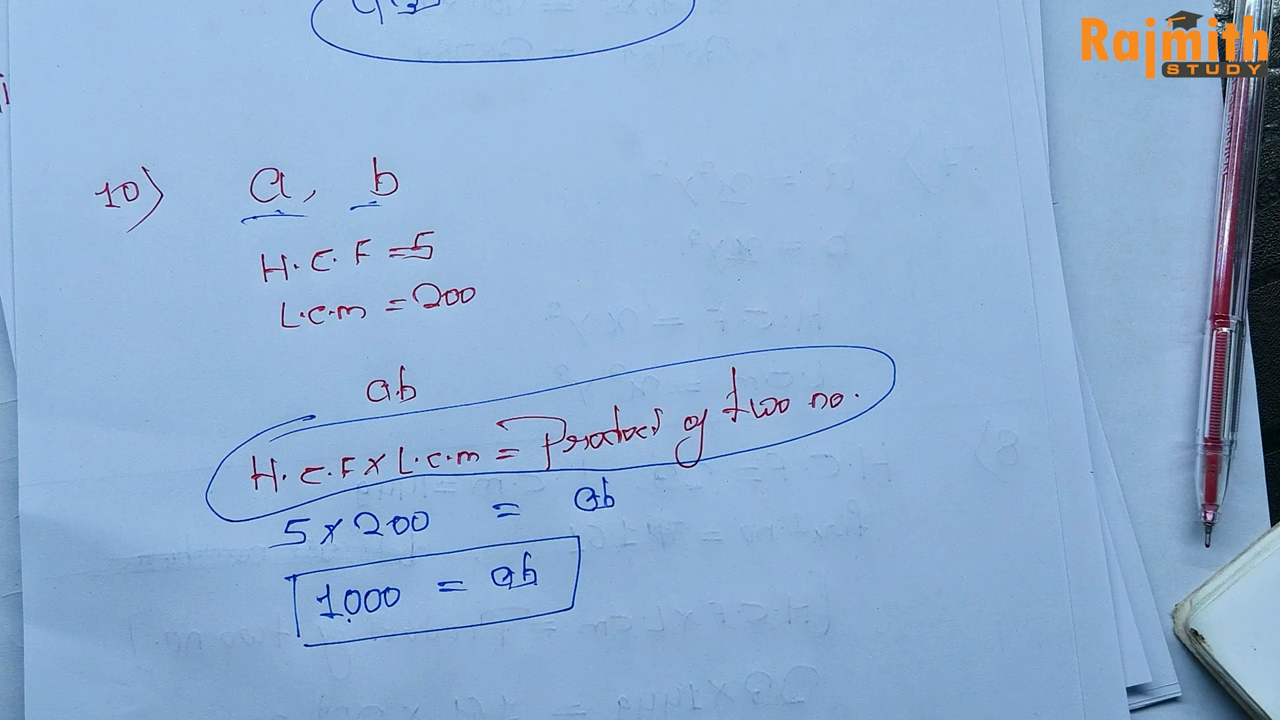 Rajmith
STUDY
10) a, b
H.C.F = 5
L.c.m = 200
ab
H.C.F x L.c.m = Product of two no.
5 x 200 = ab
1000 = ab